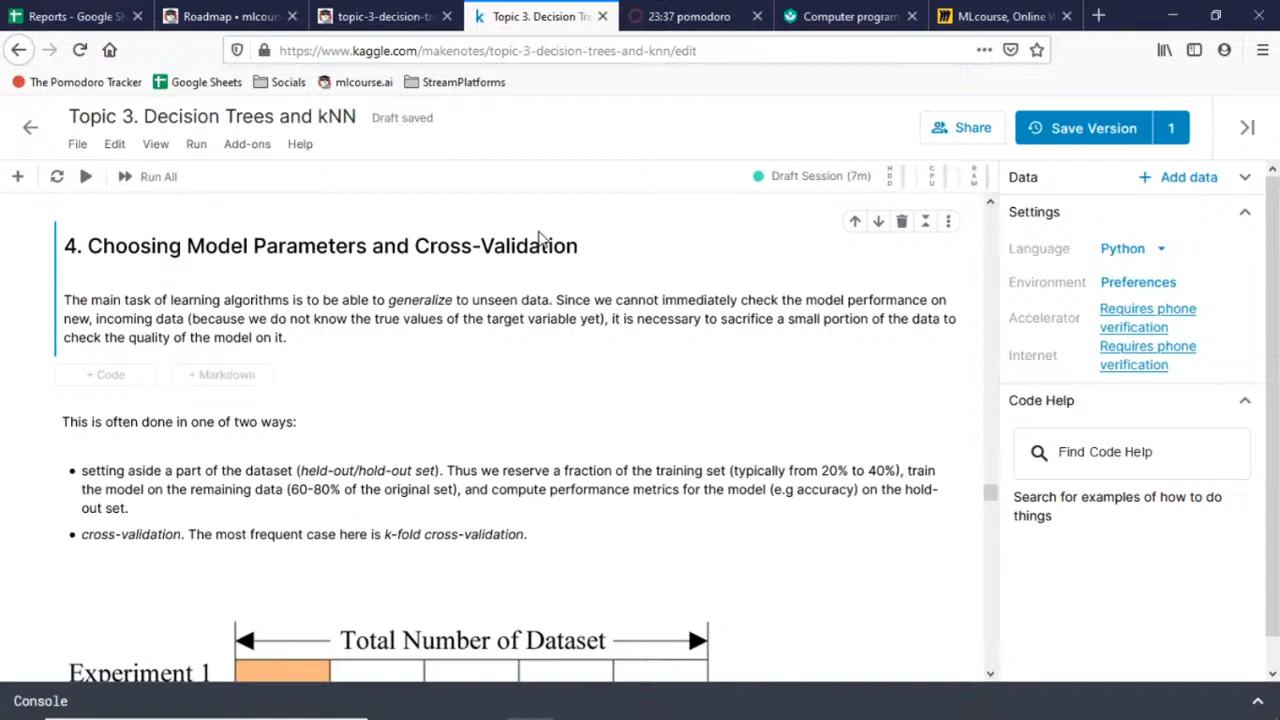 Reports - Google Sh
Roadmap • mlcour
topic-3-decision-tr
Topic 3. Decision Tre
23:37 pomodoro
Computer program
MLcourse, Online V
https://www.kaggle.com/makenotes/topic-3-decision-trees-and-knn/edit
The Pomodoro Tracker
Google Sheets
Socials
mlcourse.ai
StreamPlatforms
Topic 3. Decision Trees and kNN
Draft saved
Share
Save Version
1
File Edit View Run Add-ons Help
Run All
Draft Session (7m)
HDD
CPU
RAM
4. Choosing Model Parameters and Cross-Validation
The main task of learning algorithms is to be able to generalize to unseen data. Since we cannot immediately check the model performance on
new, incoming data (because we do not know the true values of the target variable yet), it is necessary to sacrifice a small portion of the data to
check the quality of the model on it.
+ Code
+ Markdown
This is often done in one of two ways:
• setting aside a part of the dataset (held-out/hold-out set). Thus we reserve a fraction of the training set (typically from 20% to 40%), train
the model on the remaining data (60-80% of the original set), and compute performance metrics for the model (e.g accuracy) on the hold-
out set.
• cross-validation. The most frequent case here is k-fold cross-validation.
Total Number of Dataset
Experiment 1
Data
+ Add data
Settings
Language
Python
Environment
Preferences
Accelerator
Requires phone
verification
Internet
Requires phone
verification
Code Help
Find Code Help
Search for examples of how to do
things
Console